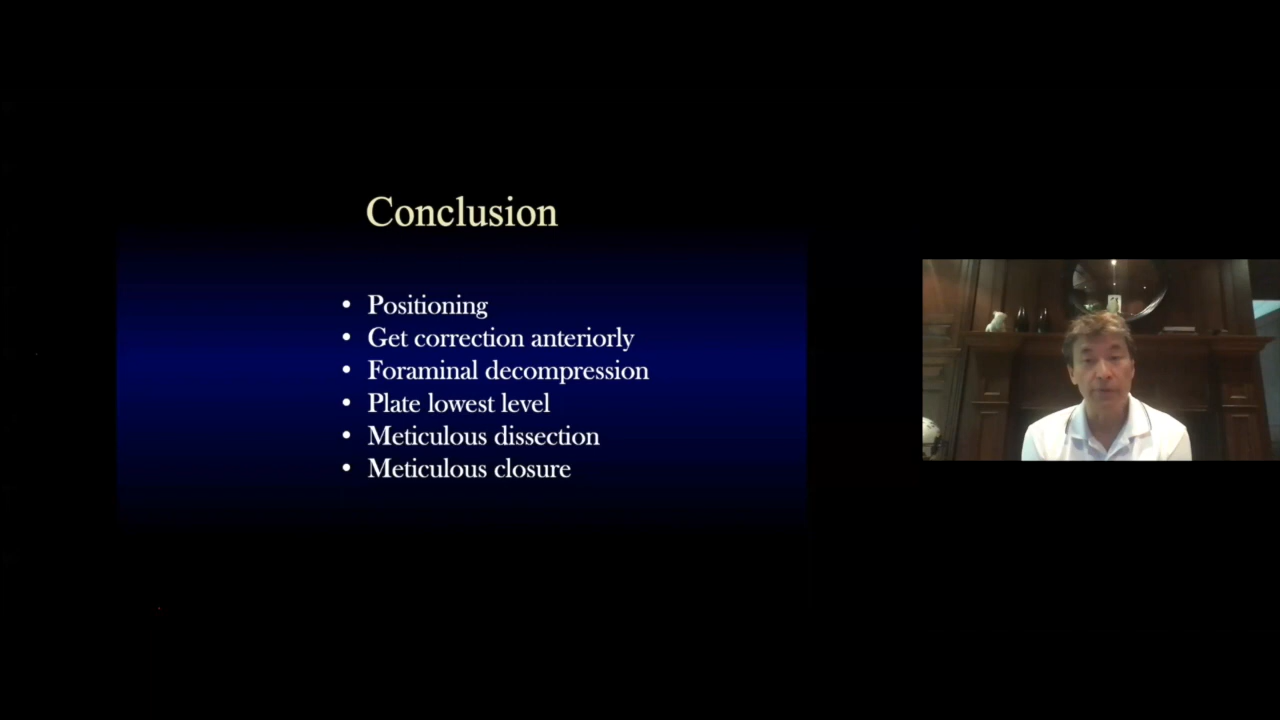 Conclusion
• Positioning
• Get correction anteriorly
• Foraminal decompression
• Plate lowest level
• Meticulous dissection
• Meticulous closure